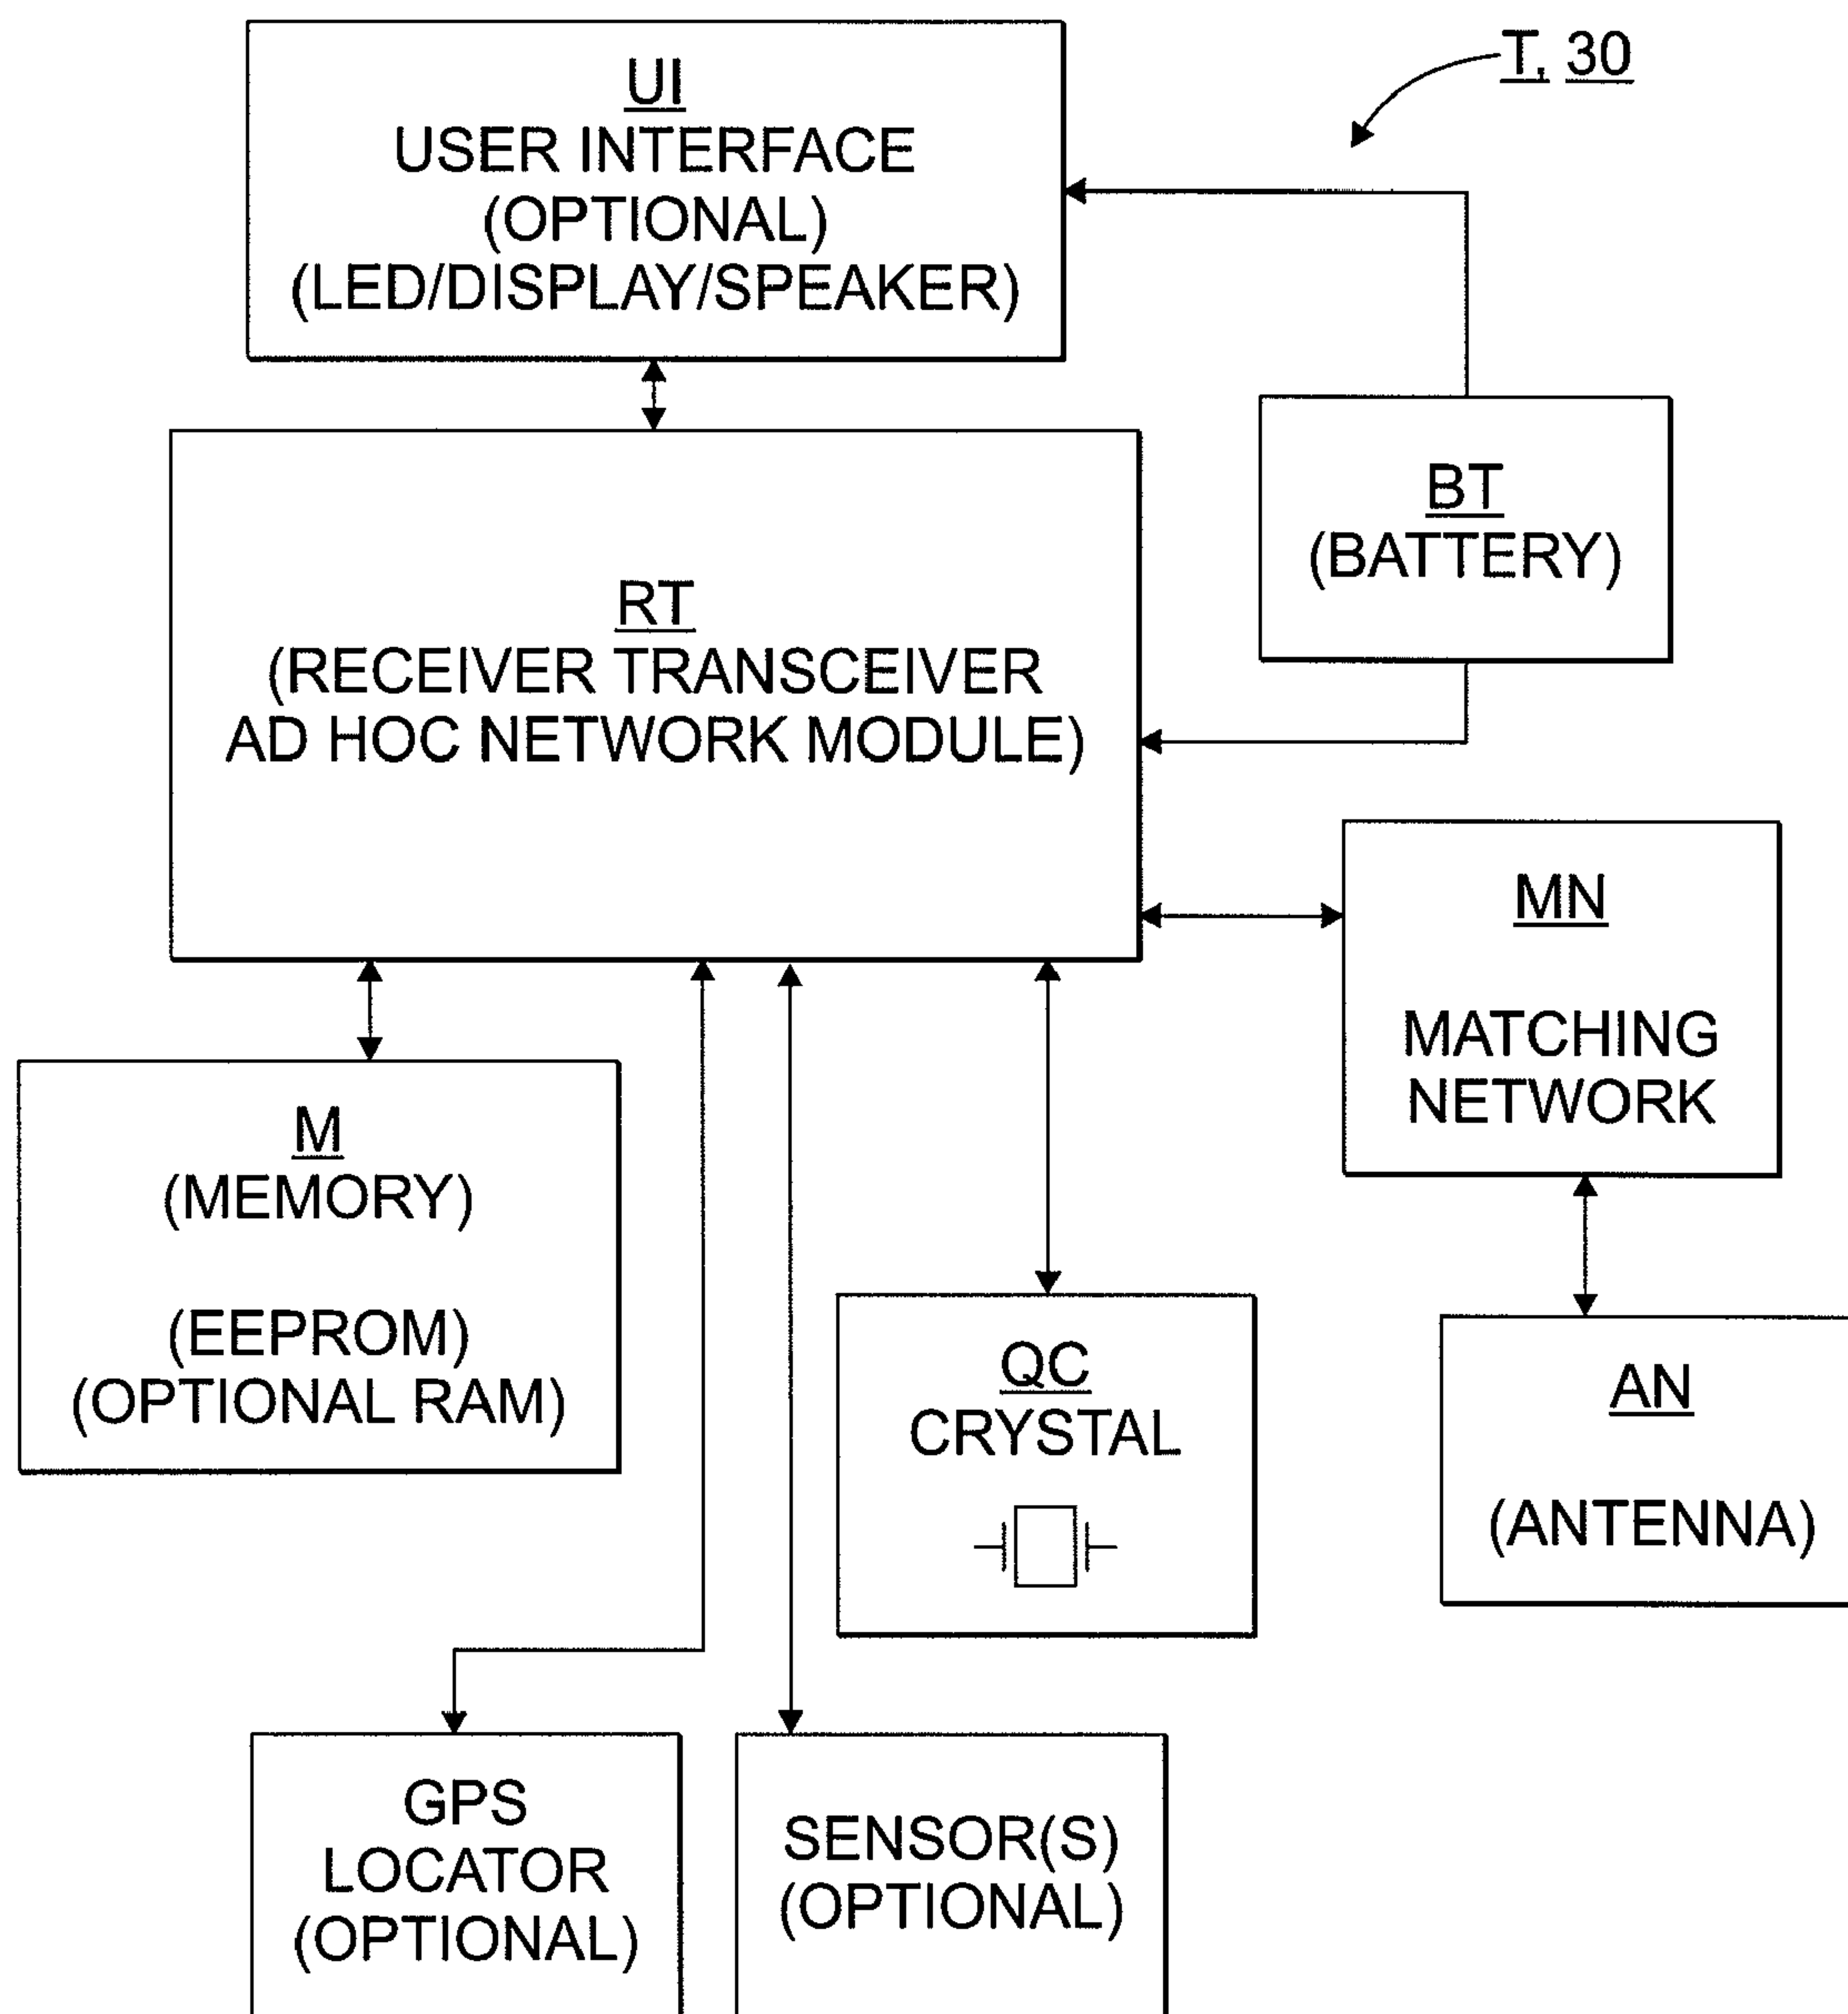 T, 30
UI
USER INTERFACE
(OPTIONAL)
(LED/DISPLAY/SPEAKER)
BT
(BATTERY)
RT
(RECEIVER TRANSCEIVER
AD HOC NETWORK MODULE)
MN
MATCHING
NETWORK
M
(MEMORY)
(EEPROM)
(OPTIONAL RAM)
QC
CRYSTAL
AN
(ANTENNA)
GPS
LOCATOR
(OPTIONAL)
SENSOR(S)
(OPTIONAL)